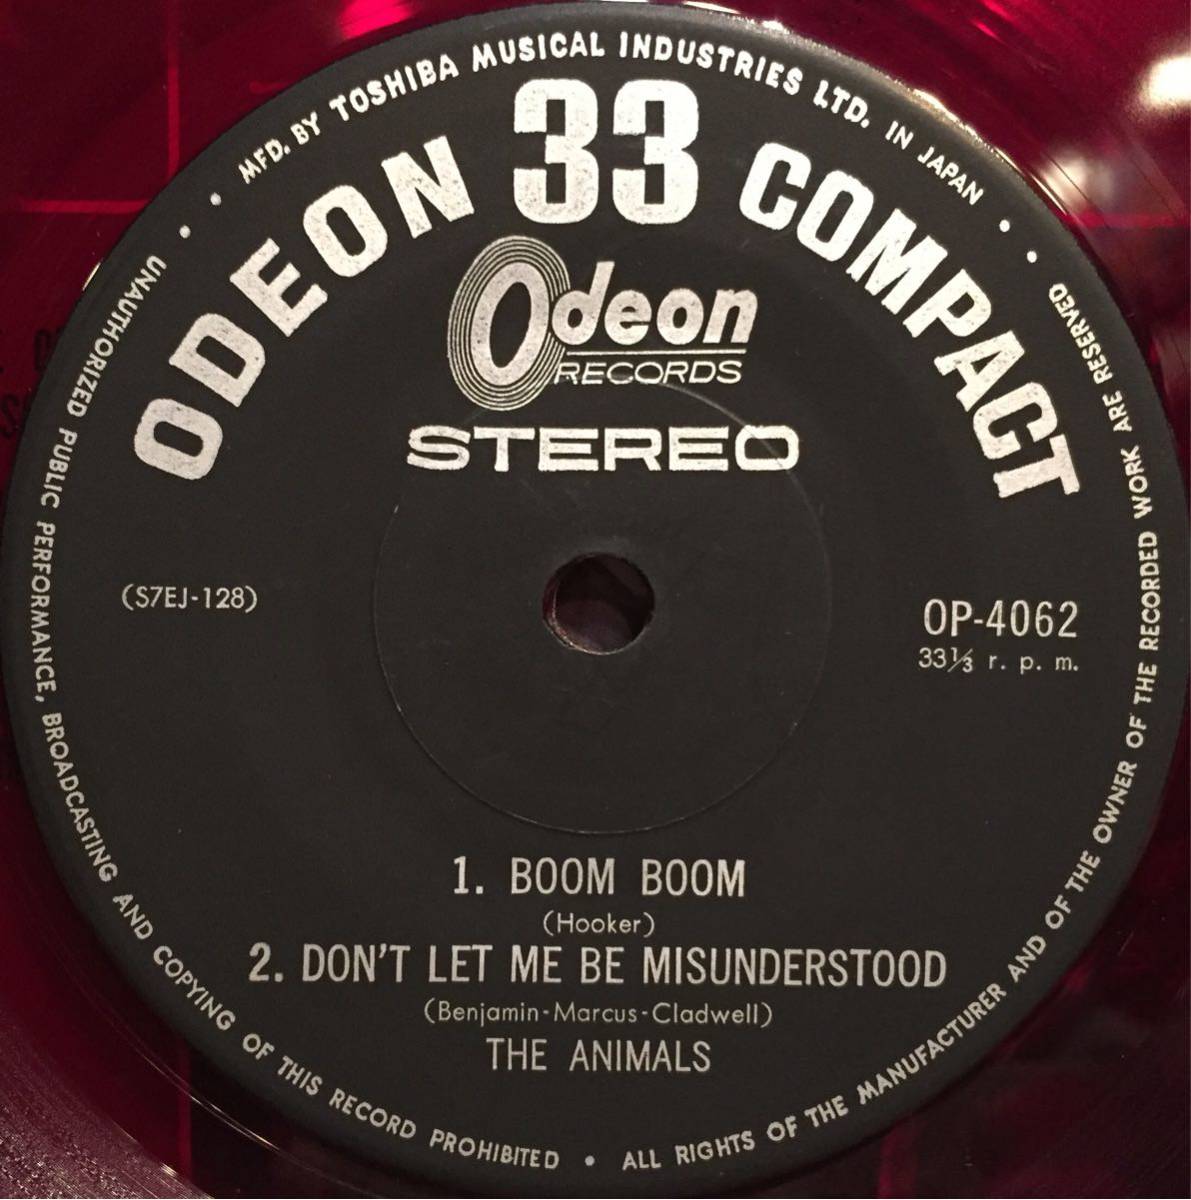 MFD. BY TOSHIBA MUSICAL INDUSTRIES LTD. IN JAPAN
ODEON 33 COMPACT
Odeon
RECORDS
STEREO
(S7EJ-128)
OP-4062
33⅓ r. p. m.
1. BOOM BOOM
(Hooker)
2. DON'T LET ME BE MISUNDERSTOOD
(Benjamin-Marcus-Cladwell)
THE ANIMALS
UNAUTHORIZED PUBLIC PERFORMANCE, BROADCASTING AND COPYING OF THIS RECORD PROHIBITED • ALL RIGHTS OF THE MANUFACTURER AND OF THE OWNER OF THE RECORDED WORK ARE RESERVED